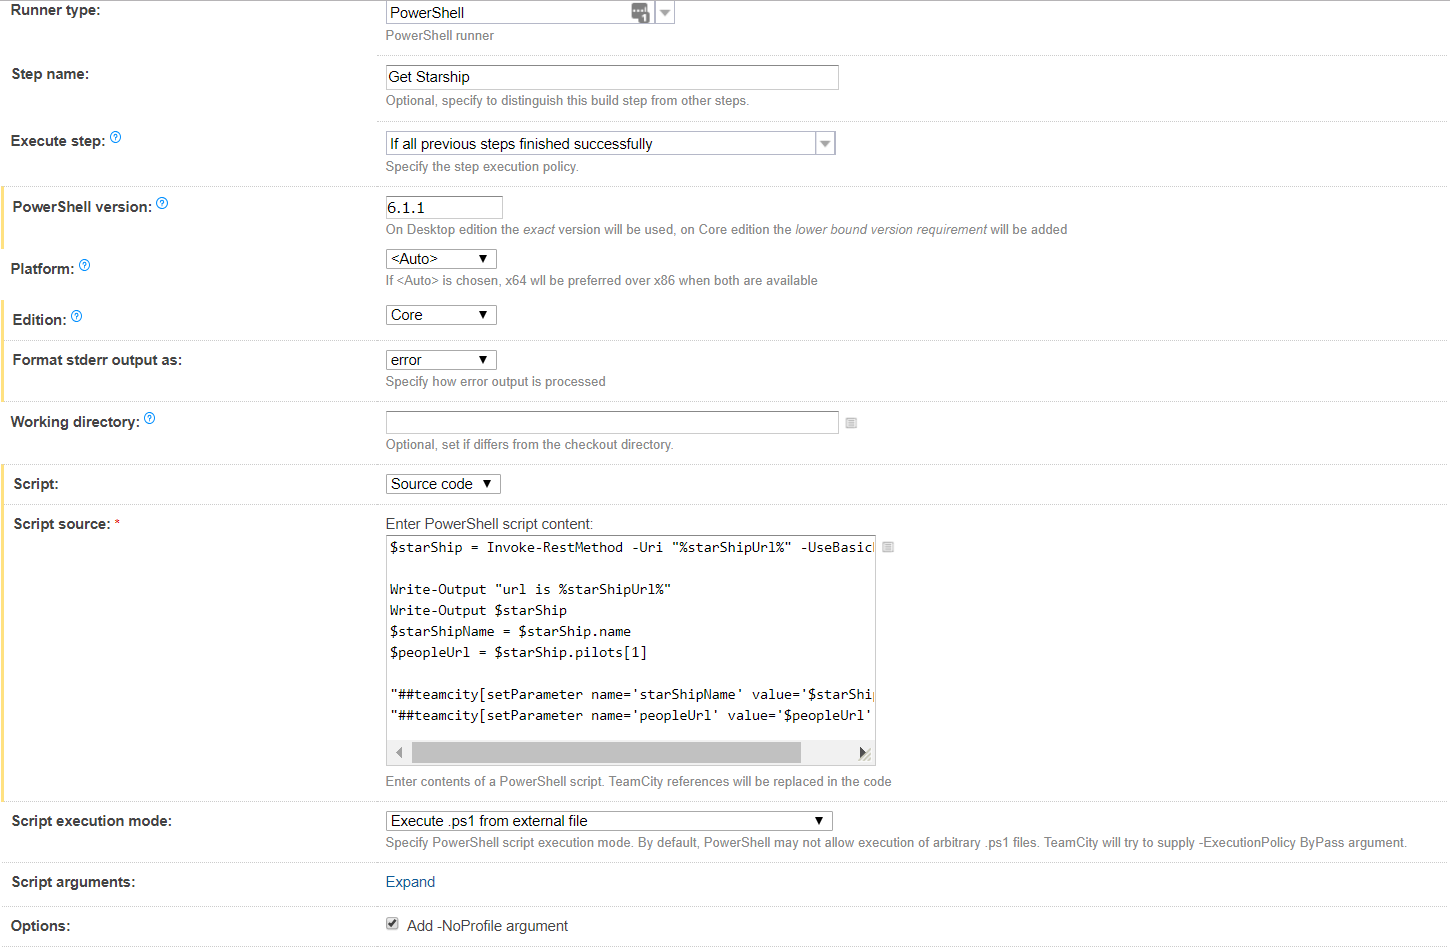 Runner type:
PowerShell
PowerShell runner
Step name:
Get Starship
Optional, specify to distinguish this build step from other steps.
Execute step:
If all previous steps finished successfully
Specify the step execution policy.
PowerShell version:
6.1.1
On Desktop edition the exact version will be used, on Core edition the lower bound version requirement will be added
Platform:
<Auto>
If <Auto> is chosen, x64 wll be preferred over x86 when both are available
Edition:
Core
Format stderr output as:
error
Specify how error output is processed
Working directory:
Optional, set if differs from the checkout directory.
Script:
Source code
Script source: *
Enter PowerShell script content:
$starShip = Invoke-RestMethod -Uri "%starShipUrl%" -UseBasic
Write-Output "url is %starShipUrl%"
Write-Output $starShip
$starShipName = $starShip.name
$peopleUrl = $starShip.pilots[1]
"##teamcity[setParameter name='starShipName' value='$starShi
"##teamcity[setParameter name='peopleUrl' value='$peopleUrl'
Enter contents of a PowerShell script. TeamCity references will be replaced in the code
Script execution mode:
Execute .ps1 from external file
Specify PowerShell script execution mode. By default, PowerShell may not allow execution of arbitrary .ps1 files. TeamCity will try to supply -ExecutionPolicy ByPass argument.
Script arguments:
Expand
Options:
Add -NoProfile argument